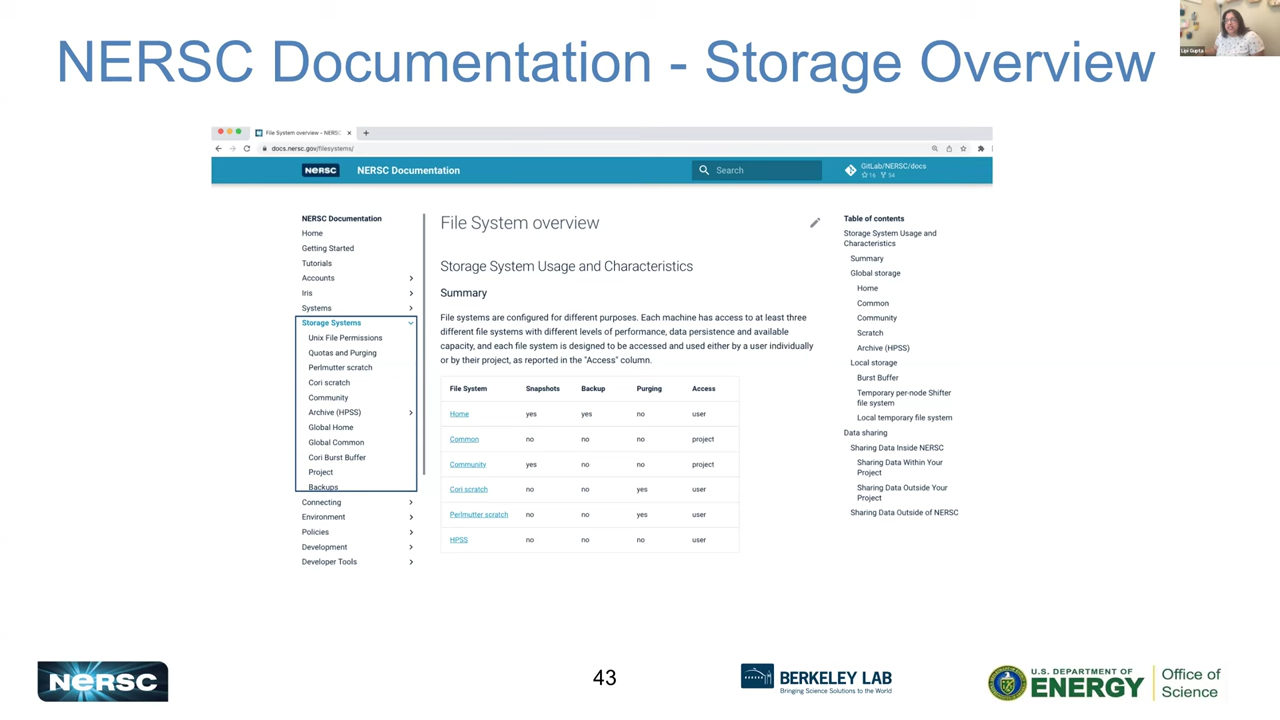 NERSC Documentation - Storage Overview
Lipi Gupta
File System overview - NERSC
docs.nersc.gov/filesystems/
NERSC
NERSC Documentation
Search
GitLab/NERSC/docs
16 54
NERSC Documentation
Home
Getting Started
Tutorials
Accounts
Iris
Systems
Storage Systems
Unix File Permissions
Quotas and Purging
Perlmutter scratch
Cori scratch
Community
Archive (HPSS)
Global Home
Global Common
Cori Burst Buffer
Project
Backups
Connecting
Environment
Policies
Development
Developer Tools
File System overview
Storage System Usage and Characteristics
Summary
File systems are configured for different purposes. Each machine has access to at least three
different file systems with different levels of performance, data persistence and available
capacity, and each file system is designed to be accessed and used either by a user individually
or by their project, as reported in the "Access" column.
File System Snapshots Backup Purging Access
Home yes yes no user
Common no no no project
Community yes no no project
Cori scratch no no yes user
Perlmutter scratch no no yes user
HPSS no no no user
Table of contents
Storage System Usage and
Characteristics
Summary
Global storage
Home
Common
Community
Scratch
Archive (HPSS)
Local storage
Burst Buffer
Temporary per-node Shifter
file system
Local temporary file system
Data sharing
Sharing Data Inside NERSC
Sharing Data Within Your
Project
Sharing Data Outside Your
Project
Sharing Data Outside of NERSC
NERSC
43
BERKELEY LAB
Bringing Science Solutions to the World
U.S. DEPARTMENT OF
ENERGY
Office of
Science